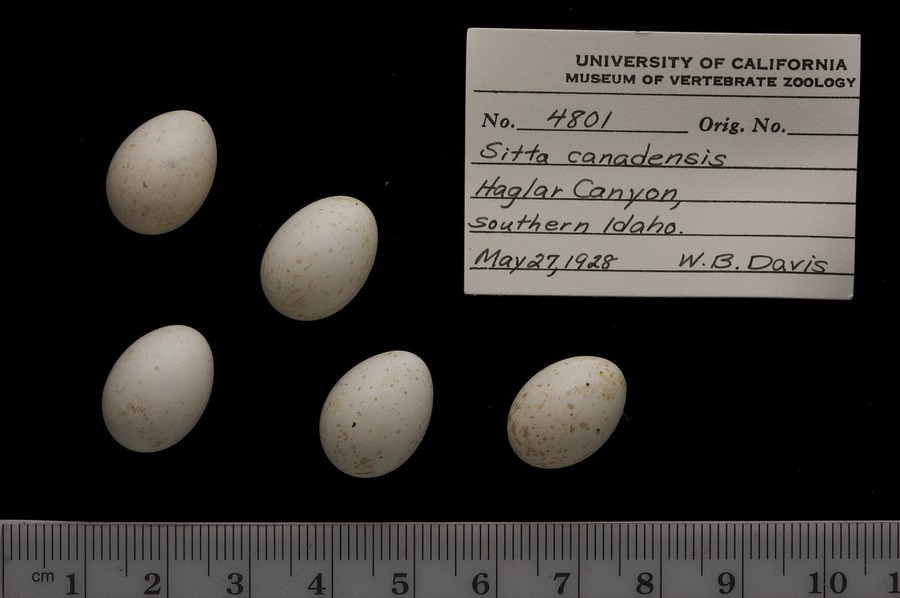 UNIVERSITY OF CALIFORNIA
MUSEUM OF VERTEBRATE ZOOLOGY
No. 4801 Orig. No.
Sitta canadensis
Haglar Canyon,
southern Idaho.
May 27, 1928 W. B. Davis
cm 1 2 3 4 5 6 7 8 9 10 1